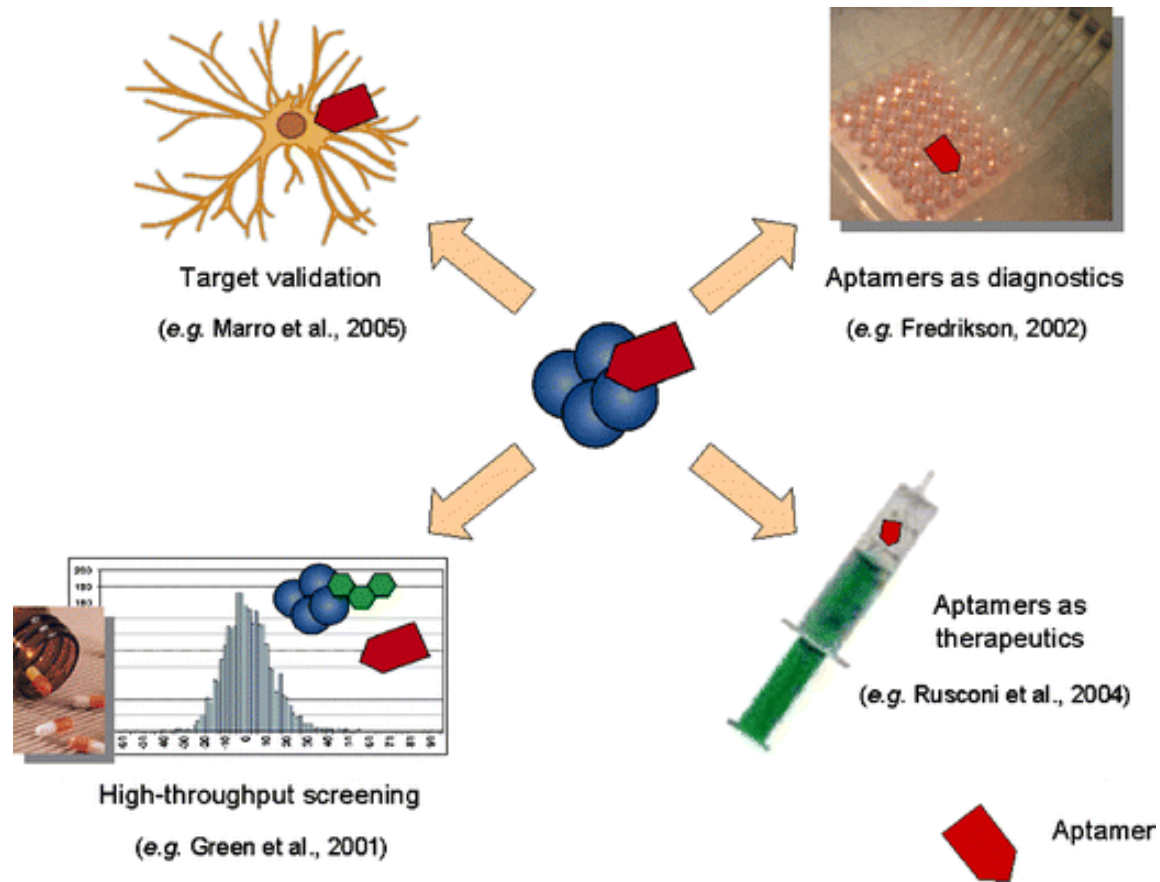 Target validation
(e.g. Marro et al., 2005)
Aptamers as diagnostics
(e.g. Fredrikson, 2002)
Aptamers as
therapeutics
(e.g. Rusconi et al., 2004)
200
High-throughput screening
(e.g. Green et al., 2001)
Aptamer